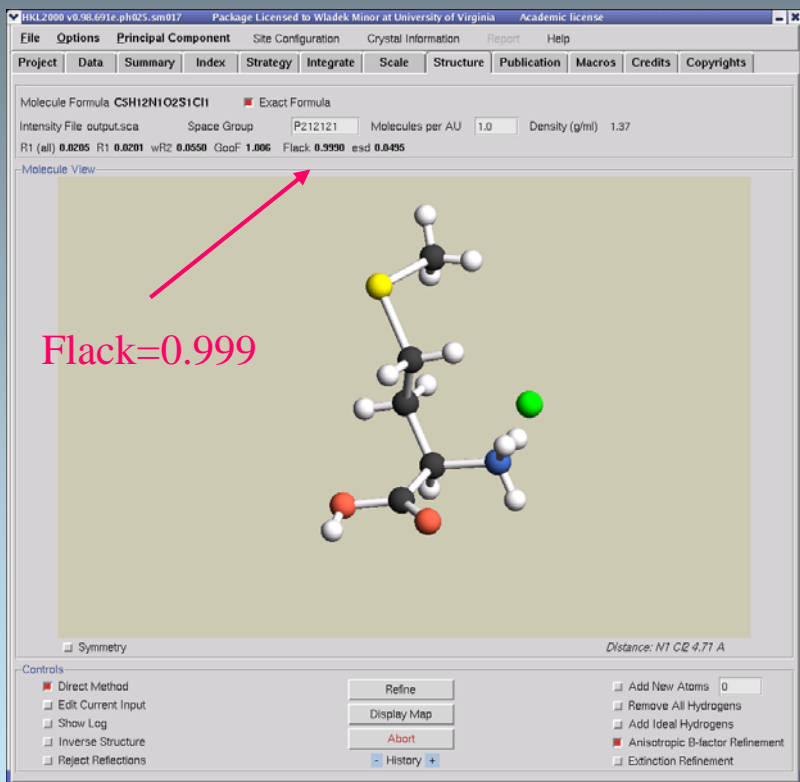 HKL2000 v0.98.691e.ph025.sm017 Package Licensed to Wladek Minor at University of Virginia Academic license
File Options Principal Component Site Configuration Crystal Information Report Help
Project Data Summary Index Strategy Integrate Scale Structure Publication Macros Credits Copyrights
Molecule Formula C5H12N1O2S1Cl1 Exact Formula
Intensity File output.sca Space Group P212121 Molecules per AU 1.0 Density (g/ml) 1.37
R1 (all) 0.0205 R1 0.0201 wR2 0.0550 GooF 1.006 Flack 0.9990 esd 0.0495
Molecule View
Flack=0.999
Symmetry Distance: N1 Cl2 4.71 A
Controls
Direct Method Refine Add New Atoms 0
Edit Current Input Display Map Remove All Hydrogens
Show Log Add Ideal Hydrogens
Inverse Structure Abort Anisotropic B-factor Refinement
Reject Reflections - History + Extinction Refinement